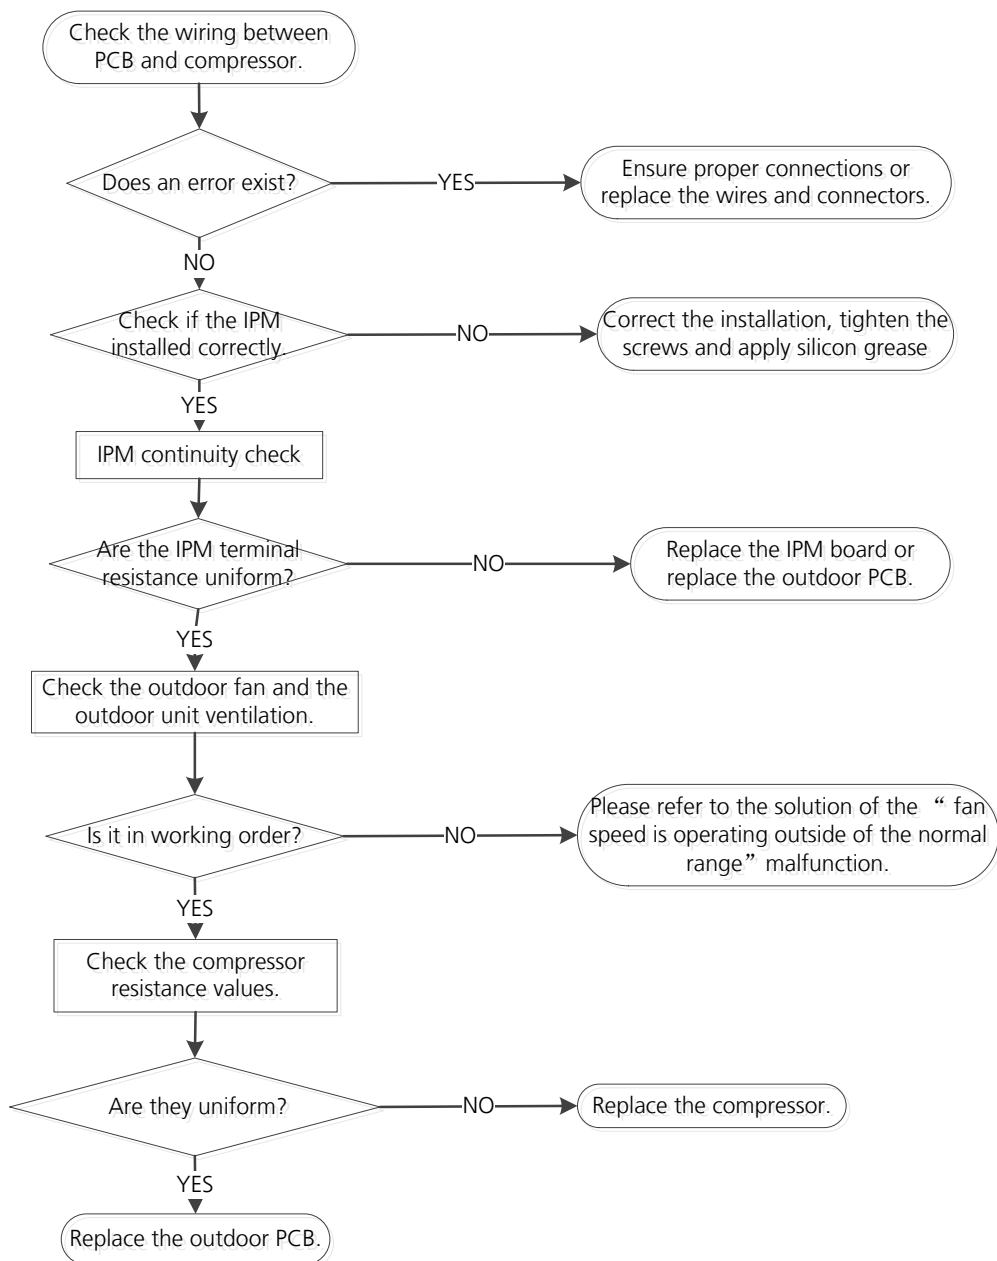 Check the wiring between
PCB and compressor.
Does an error exist?
YES
Ensure proper connections or
replace the wires and connectors.
NO
Check if the IPM
installed correctly.
NO
Correct the installation, tighten the
screws and apply silicon grease
YES
IPM continuity check
Are the IPM terminal
resistance uniform?
NO
Replace the IPM board or
replace the outdoor PCB.
YES
Check the outdoor fan and the
outdoor unit ventilation.
Is it in working order?
NO
Please refer to the solution of the “ fan
speed is operating outside of the normal
range” malfunction.
YES
Check the compressor
resistance values.
Are they uniform?
NO
Replace the compressor.
YES
Replace the outdoor PCB.